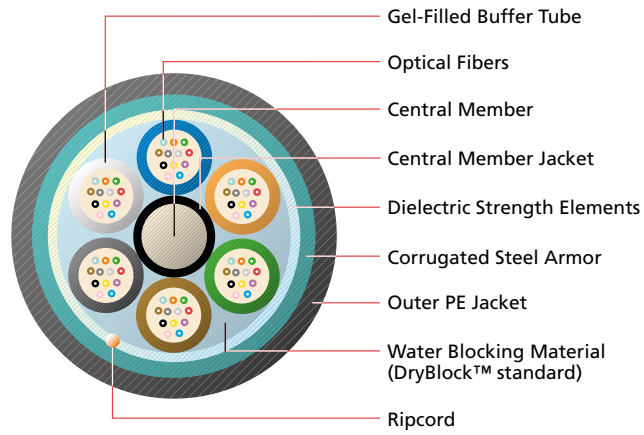 Gel-Filled Buffer Tube
Optical Fibers
Central Member
Central Member Jacket
Dielectric Strength Elements
Corrugated Steel Armor
Outer PE Jacket
Water Blocking Material
(DryBlock™ standard)
Ripcord